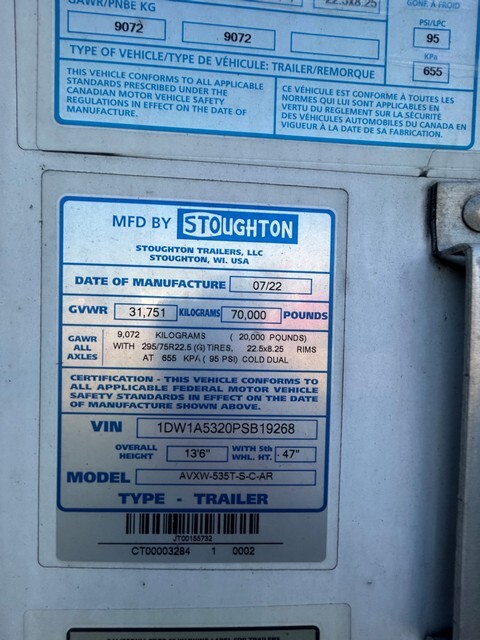 GAWR/PNBE KG
22.5x8.25
GONF. À FROID
9072
9072
PSI/LPC
95
KPa
655
TYPE OF VEHICLE/TYPE DE VÉHICULE: TRAILER/REMORQUE
THIS VEHICLE CONFORMS TO ALL APPLICABLE
STANDARDS PRESCRIBED UNDER THE
CANADIAN MOTOR VEHICLE SAFETY
REGULATIONS IN EFFECT ON THE DATE OF
MANUFACTURE.
CE VÉHICULE EST CONFORME À TOUTES LES
NORMES QUI LUI SONT APPLICABLES EN
VERTU DU REGLEMENT SUR LA SÉCURITÉ
DES VÉHICULES AUTOMOBILES DU CANADA EN
VIGUEUR À LA DATE DE SA FABRICATION.
MFD BY STOUGHTON
STOUGHTON TRAILERS, LLC
STOUGHTON, WI. USA
DATE OF MANUFACTURE 07/22
GVWR 31,751 KILOGRAMS 70,000 POUNDS
GAWR ALL AXLES
9,072 KILOGRAMS ( 20,000 POUNDS)
WITH 295/75R22.5 (G) TIRES, 22.5x8.25 RIMS
AT 655 KPA ( 95 PSI) COLD DUAL
CERTIFICATION - THIS VEHICLE CONFORMS TO
ALL APPLICABLE FEDERAL MOTOR VEHICLE
SAFETY STANDARDS IN EFFECT ON THE DATE
OF MANUFACTURE SHOWN ABOVE.
VIN 1DW1A5320PSB19268
OVERALL HEIGHT 13'6" WITH 5th WHL. HT. 47"
MODEL AVXW-535T-S-C-AR
TYPE - TRAILER
JT00155732
CT00003284 1 0002